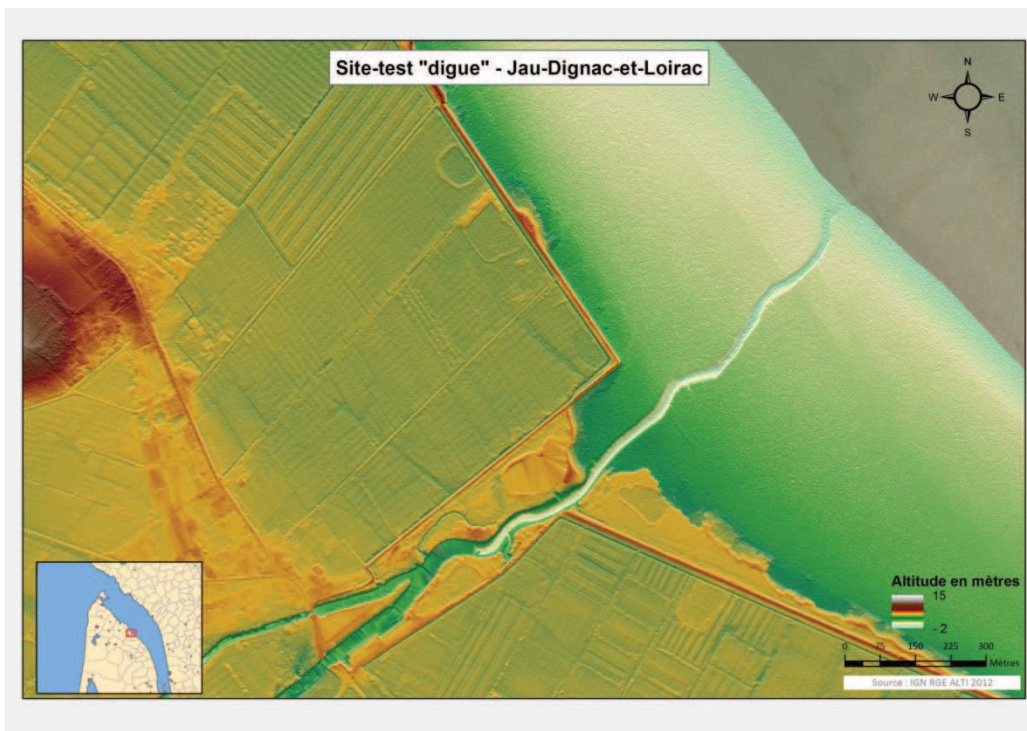 Site-test "digue" - Jau-Dignac-et-Loirac
N
W E
S
Altitude en mètres
15
- 2
0 75 150 225 300
Mètres
Source : IGN RGE ALTI 2012